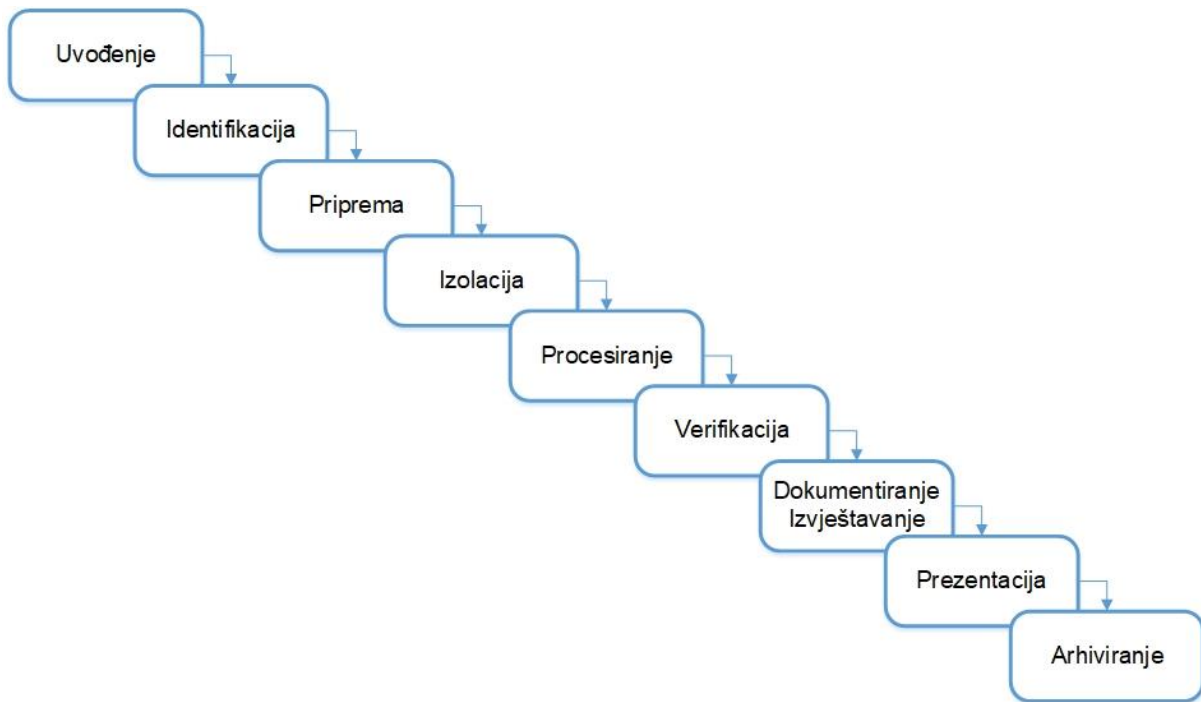 Uvođenje
Identifikacija
Priprema
Izolacija
Procesiranje
Verifikacija
Dokumentiranje
Izvještavanje
Prezentacija
Arhiviranje